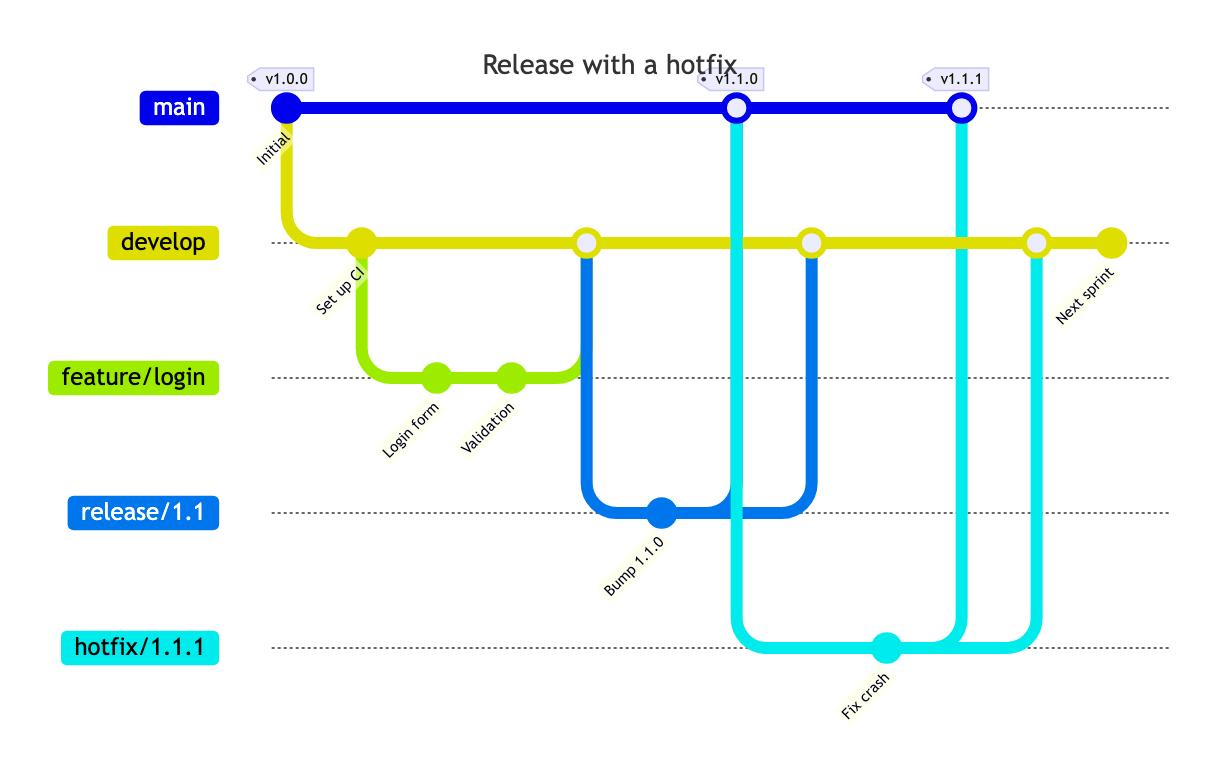 Release with a hotfix
v1.0.0
v1.1.0
v1.1.1
main
Initial
develop
Set up CI
Next sprint
feature/login
Login form
Validation
release/1.1
Bump 1.1.0
hotfix/1.1.1
Fix crash